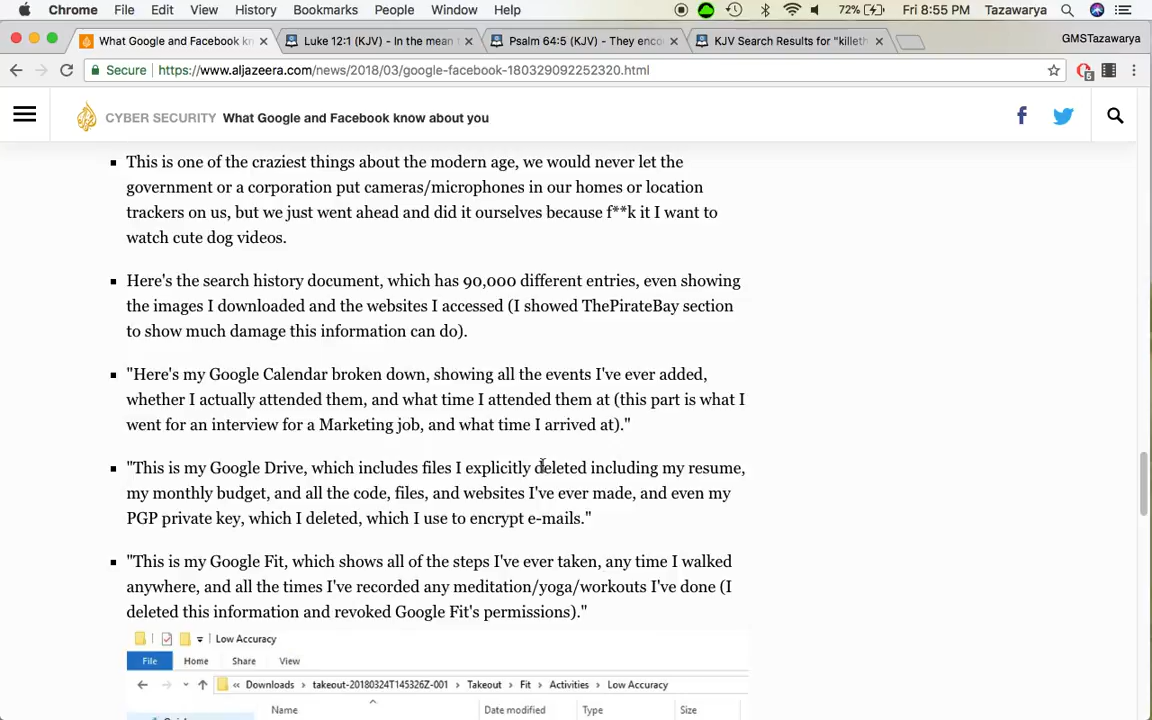 Chrome File Edit View History Bookmarks People Window Help 72% Fri 8:55 PM Tazawarya
What Google and Facebook kn Luke 12:1 (KJV) - In the mean t Psalm 64:5 (KJV) - They enco KJV Search Results for "killeth GMSTazawarya
Secure https://www.aljazeera.com/news/2018/03/google-facebook-180329092252320.html
CYBER SECURITY What Google and Facebook know about you
This is one of the craziest things about the modern age, we would never let the
government or a corporation put cameras/microphones in our homes or location
trackers on us, but we just went ahead and did it ourselves because f**k it I want to
watch cute dog videos.
Here's the search history document, which has 90,000 different entries, even showing
the images I downloaded and the websites I accessed (I showed ThePirateBay section
to show much damage this information can do).
"Here's my Google Calendar broken down, showing all the events I've ever added,
whether I actually attended them, and what time I attended them at (this part is what I
went for an interview for a Marketing job, and what time I arrived at)."
"This is my Google Drive, which includes files I explicitly deleted including my resume,
my monthly budget, and all the code, files, and websites I've ever made, and even my
PGP private key, which I deleted, which I use to encrypt e-mails."
"This is my Google Fit, which shows all of the steps I've ever taken, any time I walked
anywhere, and all the times I've recorded any meditation/yoga/workouts I've done (I
deleted this information and revoked Google Fit's permissions)."
Low Accuracy
File Home Share View
« Downloads › takeout-20180324T145326Z-001 › Takeout › Fit › Activities › Low Accuracy
Name Date modified Type Size